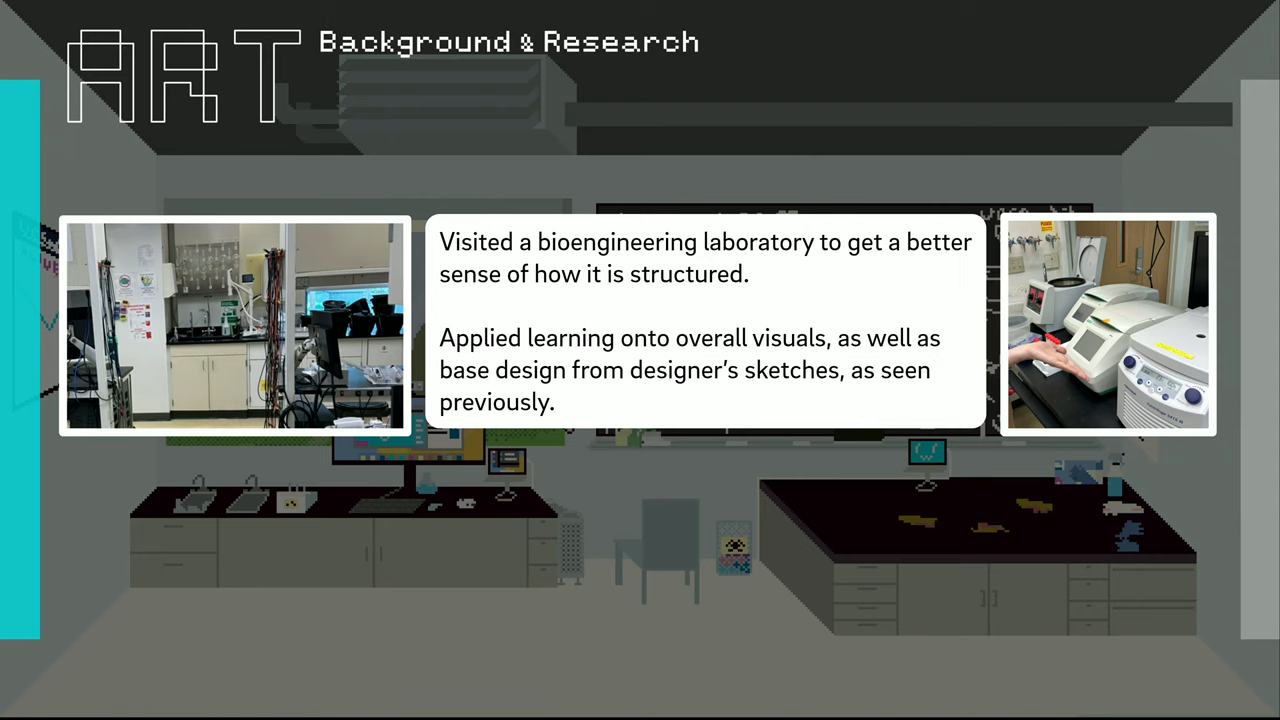 ART
Background & Research
Visited a bioengineering laboratory to get a better
sense of how it is structured.
Applied learning onto overall visuals, as well as
base design from designer's sketches, as seen
previously.